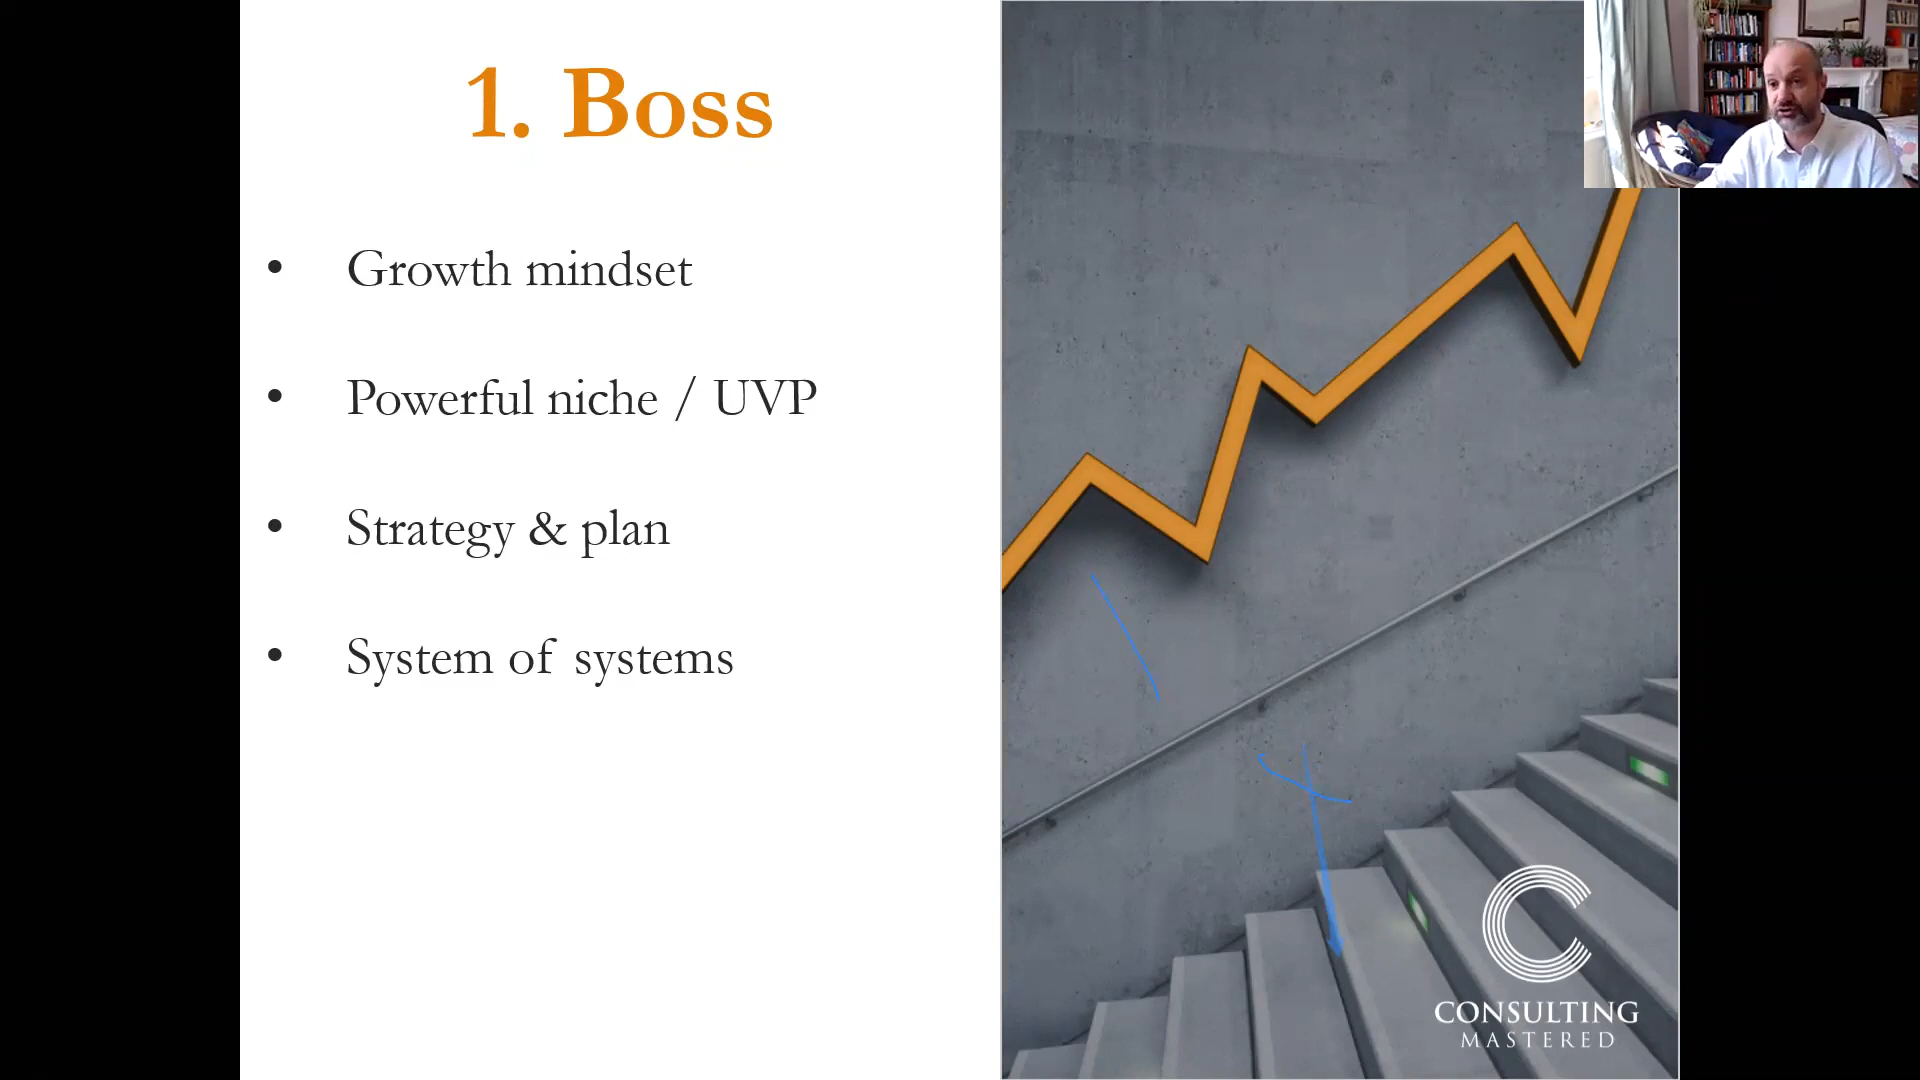 1. Boss
• Growth mindset
• Powerful niche / UVP
• Strategy & plan
• System of systems
CONSULTING
MASTERED